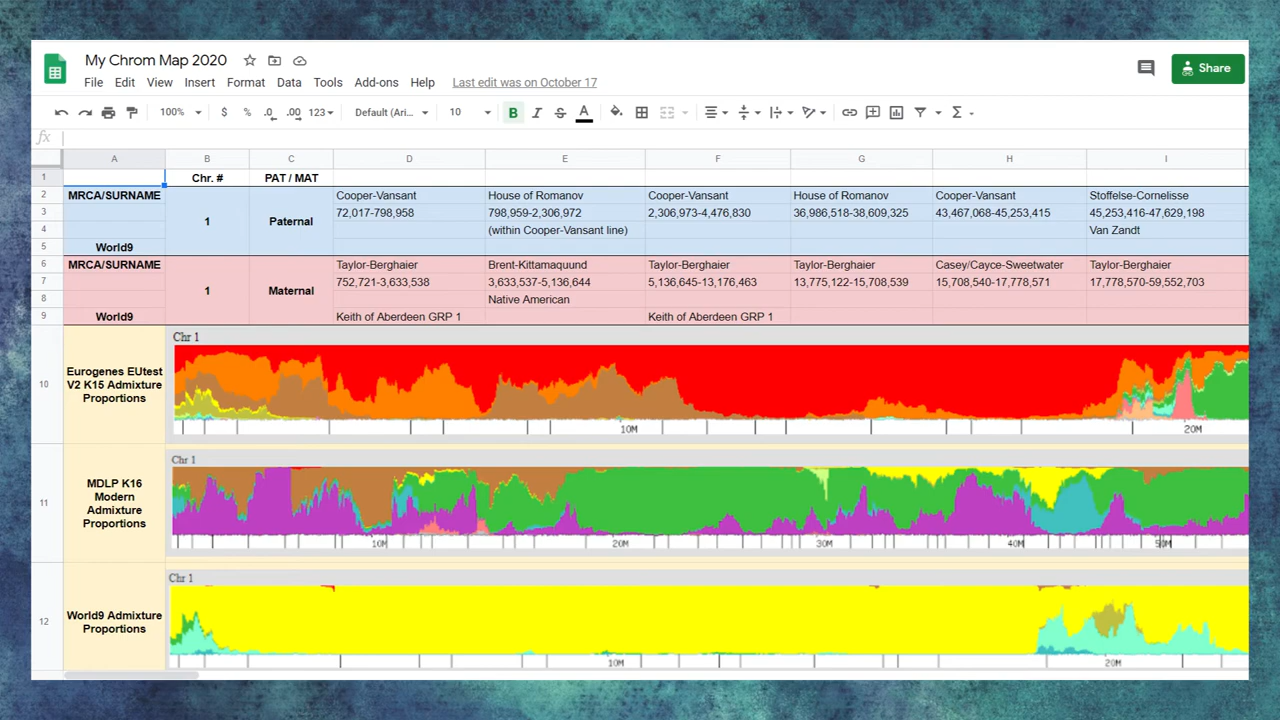 My Chrom Map 2020
File Edit View Insert Format Data Tools Add-ons Help Last edit was on October 17
Share
100% $ % .0 .00 123 Default (Ari... 10 B I S A Σ
fx
A B C D E F G H I
1 Chr. # PAT / MAT
2 MRCA/SURNAME Cooper-Vansant House of Romanov Cooper-Vansant House of Romanov Cooper-Vansant Stoffelse-Cornelisse
3 1 Paternal 72,017-798,958 798,959-2,306,972 2,306,973-4,476,830 36,986,518-38,609,325 43,467,068-45,253,415 45,253,416-47,629,198
4 (within Cooper-Vansant line) Van Zandt
5 World9
6 MRCA/SURNAME Taylor-Berghaier Brent-Kittamaquund Taylor-Berghaier Taylor-Berghaier Casey/Cayce-Sweetwater Taylor-Berghaier
7 1 Maternal 752,721-3,633,538 3,633,537-5,136,644 5,136,645-13,176,463 13,775,122-15,708,539 15,708,540-17,778,571 17,778,570-59,552,703
8 Native American
9 World9 Keith of Aberdeen GRP 1 Keith of Aberdeen GRP 1
Chr 1
10 Eurogenes EUtest
V2 K15 Admixture
Proportions
10M 20M
Chr 1
11 MDLP K16
Modern
Admixture
Proportions
10M 20M 30M 40M 50M
Chr 1
12 World9 Admixture
Proportions
10M 20M